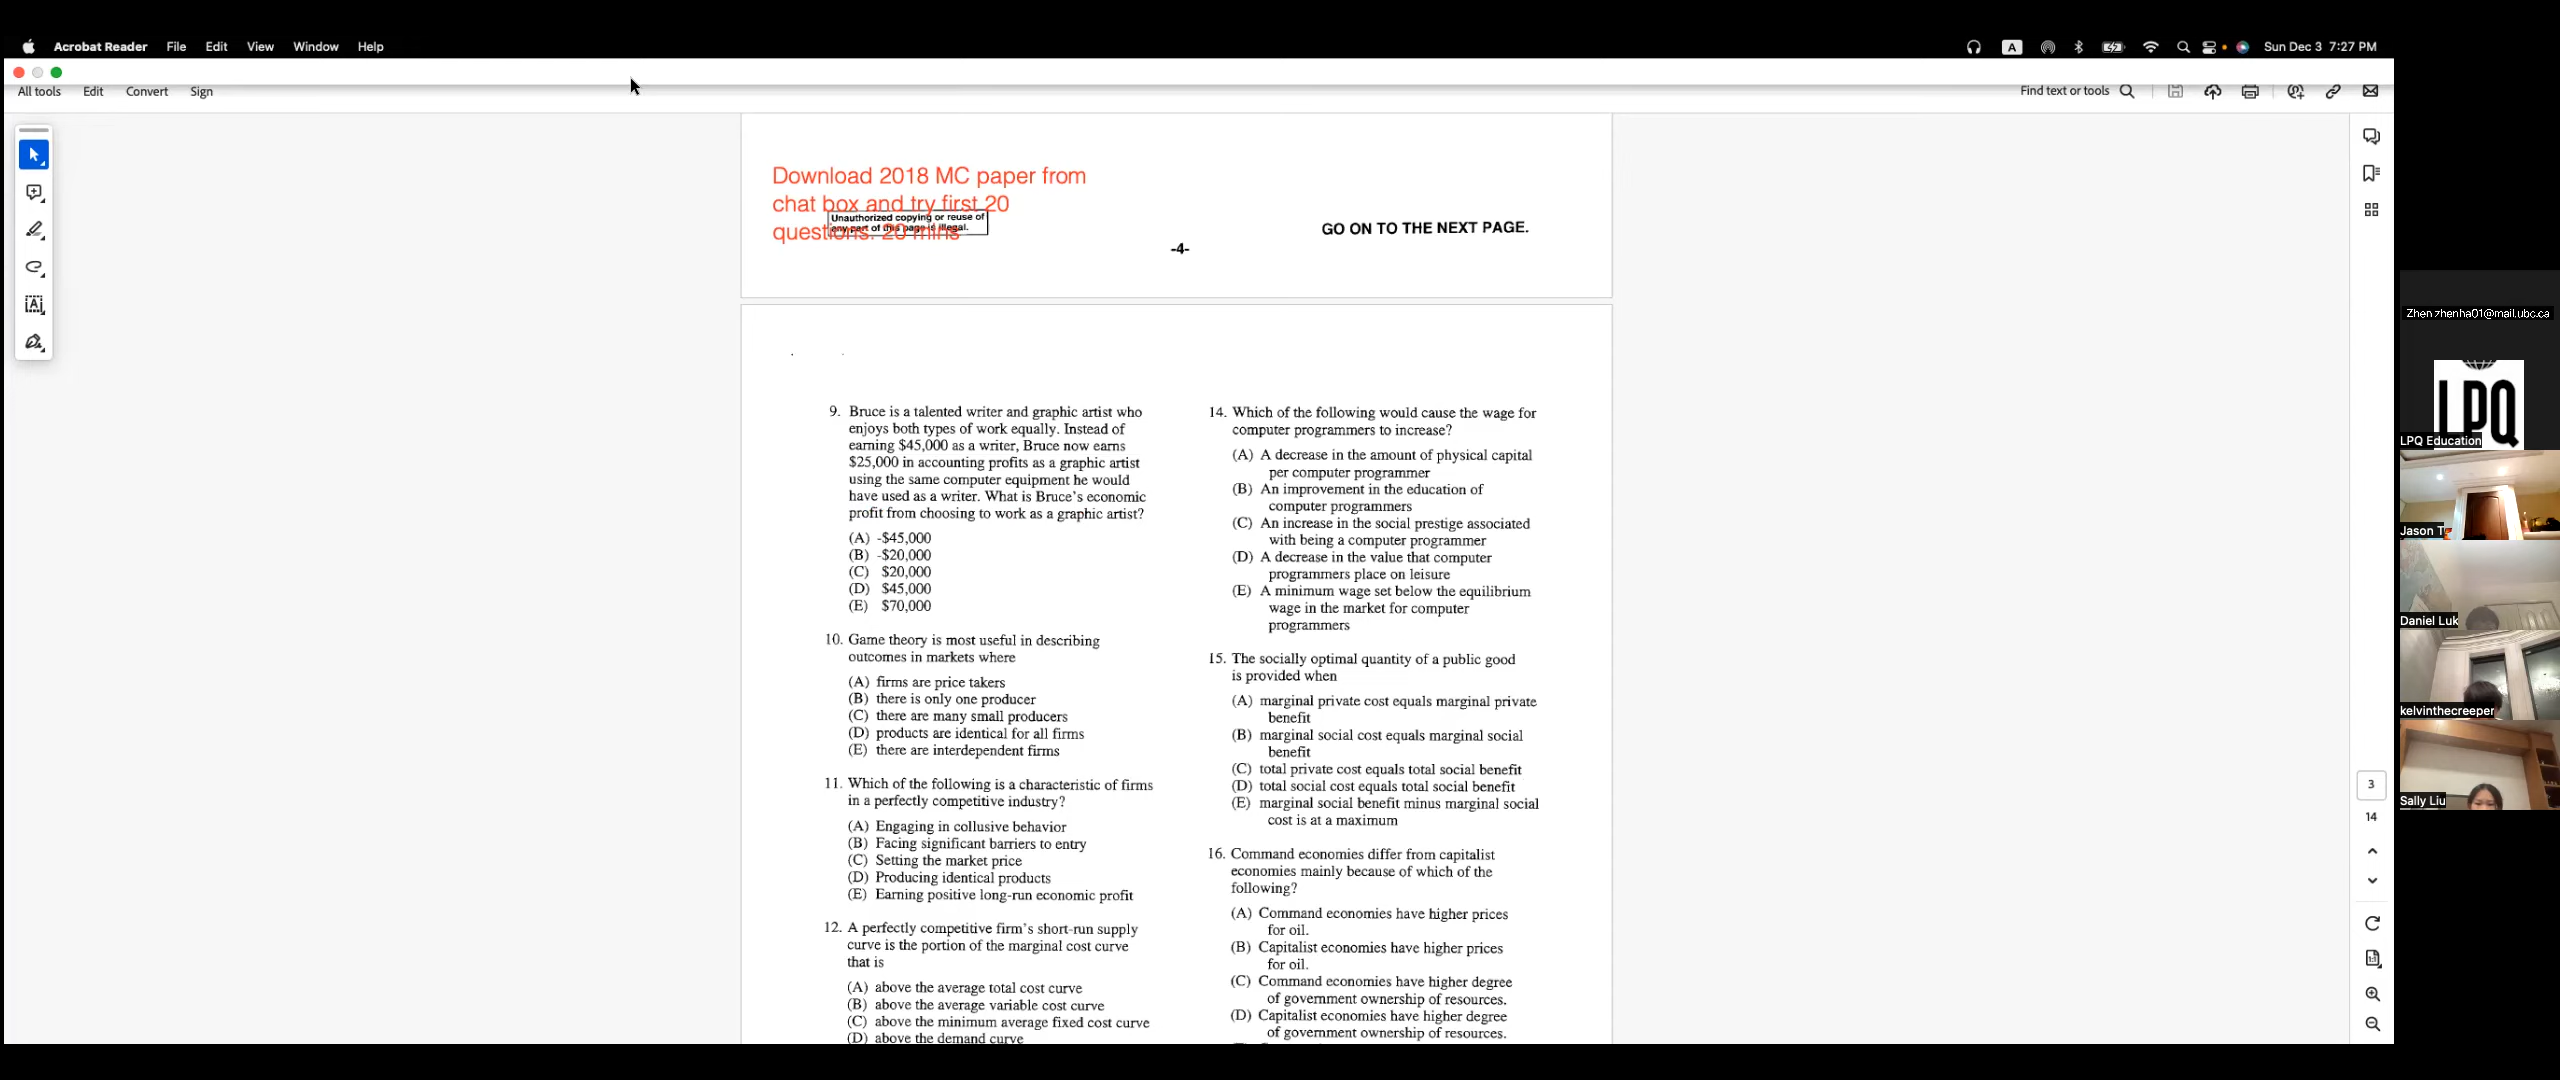 Acrobat Reader File Edit View Window Help
A
Sun Dec 3 7:27 PM
All tools Edit Convert Sign
Find text or tools
Download 2018 MC paper from
chat box and try first 20
questions. 20 mins
Unauthorized copying or reuse of
any part of this page is illegal.
GO ON TO THE NEXT PAGE.
-4-
9. Bruce is a talented writer and graphic artist who
enjoys both types of work equally. Instead of
earning $45,000 as a writer, Bruce now earns
$25,000 in accounting profits as a graphic artist
using the same computer equipment he would
have used as a writer. What is Bruce's economic
profit from choosing to work as a graphic artist?
(A) -$45,000
(B) -$20,000
(C) $20,000
(D) $45,000
(E) $70,000
10. Game theory is most useful in describing
outcomes in markets where
(A) firms are price takers
(B) there is only one producer
(C) there are many small producers
(D) products are identical for all firms
(E) there are interdependent firms
11. Which of the following is a characteristic of firms
in a perfectly competitive industry?
(A) Engaging in collusive behavior
(B) Facing significant barriers to entry
(C) Setting the market price
(D) Producing identical products
(E) Earning positive long-run economic profit
12. A perfectly competitive firm's short-run supply
curve is the portion of the marginal cost curve
that is
(A) above the average total cost curve
(B) above the average variable cost curve
(C) above the minimum average fixed cost curve
(D) above the demand curve
14. Which of the following would cause the wage for
computer programmers to increase?
(A) A decrease in the amount of physical capital
per computer programmer
(B) An improvement in the education of
computer programmers
(C) An increase in the social prestige associated
with being a computer programmer
(D) A decrease in the value that computer
programmers place on leisure
(E) A minimum wage set below the equilibrium
wage in the market for computer
programmers
15. The socially optimal quantity of a public good
is provided when
(A) marginal private cost equals marginal private
benefit
(B) marginal social cost equals marginal social
benefit
(C) total private cost equals total social benefit
(D) total social cost equals total social benefit
(E) marginal social benefit minus marginal social
cost is at a maximum
16. Command economies differ from capitalist
economies mainly because of which of the
following?
(A) Command economies have higher prices
for oil.
(B) Capitalist economies have higher prices
for oil.
(C) Command economies have higher degree
of government ownership of resources.
(D) Capitalist economies have higher degree
of government ownership of resources.
3
14
Zhen zhenha01@mail.ubc.ca
LPQ
LPQ Education
Jason T
Daniel Luk
kelvinthecreeper
Sally Liu